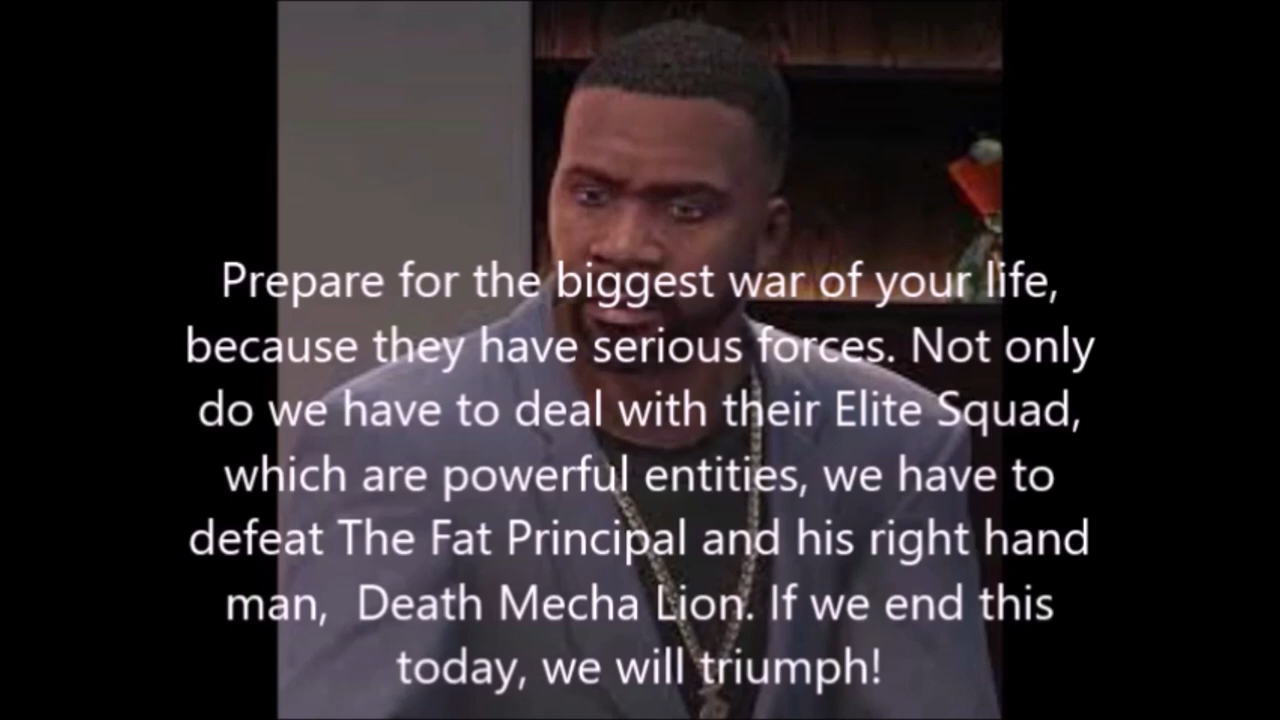 Prepare for the biggest war of your life,
because they have serious forces. Not only
do we have to deal with their Elite Squad,
which are powerful entities, we have to
defeat The Fat Principal and his right hand
man,  Death Mecha Lion. If we end this
today, we will triumph!